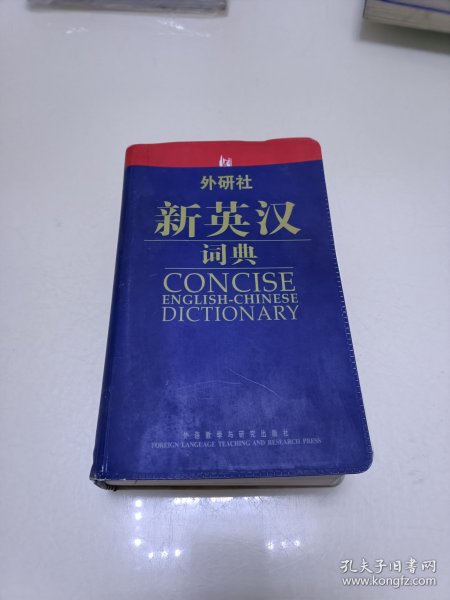 外研社
新英汉
词典
CONCISE
ENGLISH-CHINESE
DICTIONARY
外语教学与研究出版社
FOREIGN LANGUAGE TEACHING AND RESEARCH PRESS
孔夫子旧书网
www.kongfz.com